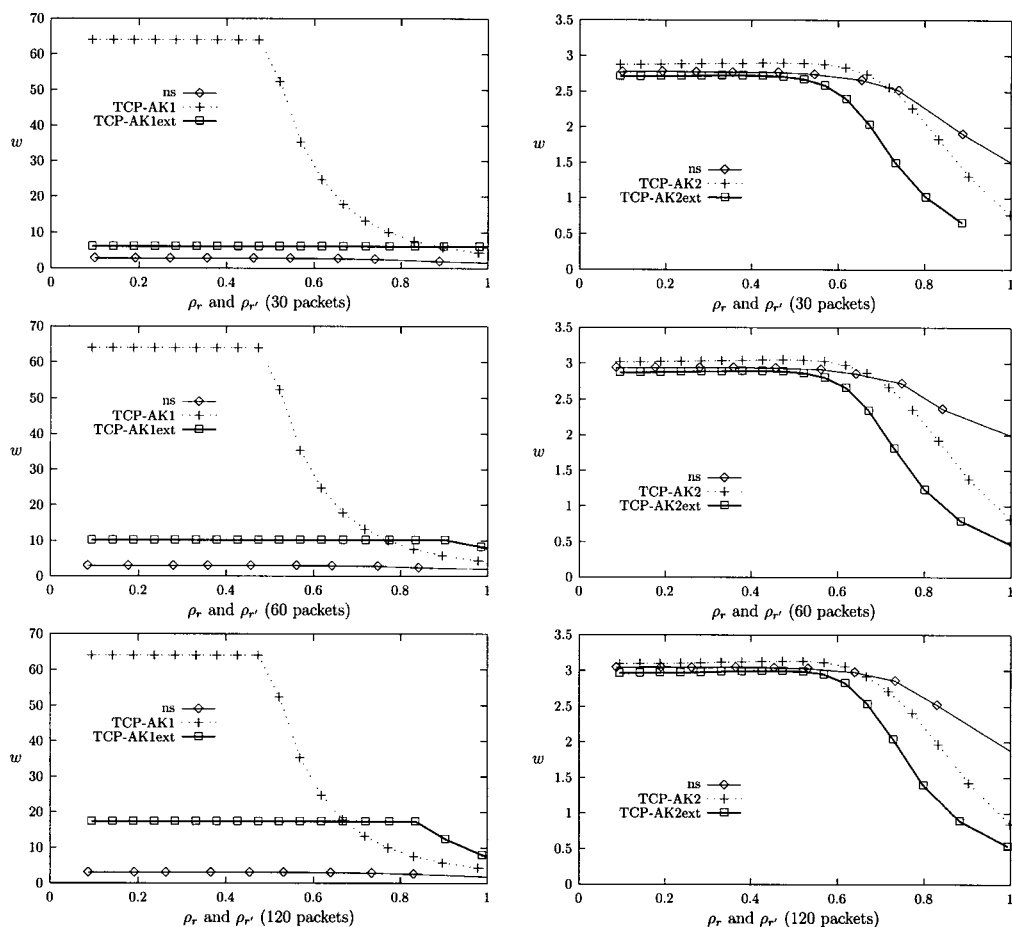 70
60
50
40
30
20
10
0
w
ns
TCP-AK1
TCP-AK1ext
0 0.2 0.4 0.6 0.8 1
ρr and ρr′ (30 packets)
3.5
3
2.5
2
1.5
1
0.5
0
w
ns
TCP-AK2
TCP-AK2ext
0 0.2 0.4 0.6 0.8 1
ρr and ρr′ (30 packets)
70
60
50
40
30
20
10
0
w
ns
TCP-AK1
TCP-AK1ext
0 0.2 0.4 0.6 0.8 1
ρr and ρr′ (60 packets)
3.5
3
2.5
2
1.5
1
0.5
0
w
ns
TCP-AK2
TCP-AK2ext
0 0.2 0.4 0.6 0.8 1
ρr and ρr′ (60 packets)
70
60
50
40
30
20
10
0
w
ns
TCP-AK1
TCP-AK1ext
0 0.2 0.4 0.6 0.8 1
ρr and ρr′ (120 packets)
3.5
3
2.5
2
1.5
1
0.5
0
w
ns
TCP-AK2
TCP-AK2ext
0 0.2 0.4 0.6 0.8 1
ρr and ρr′ (120 packets)